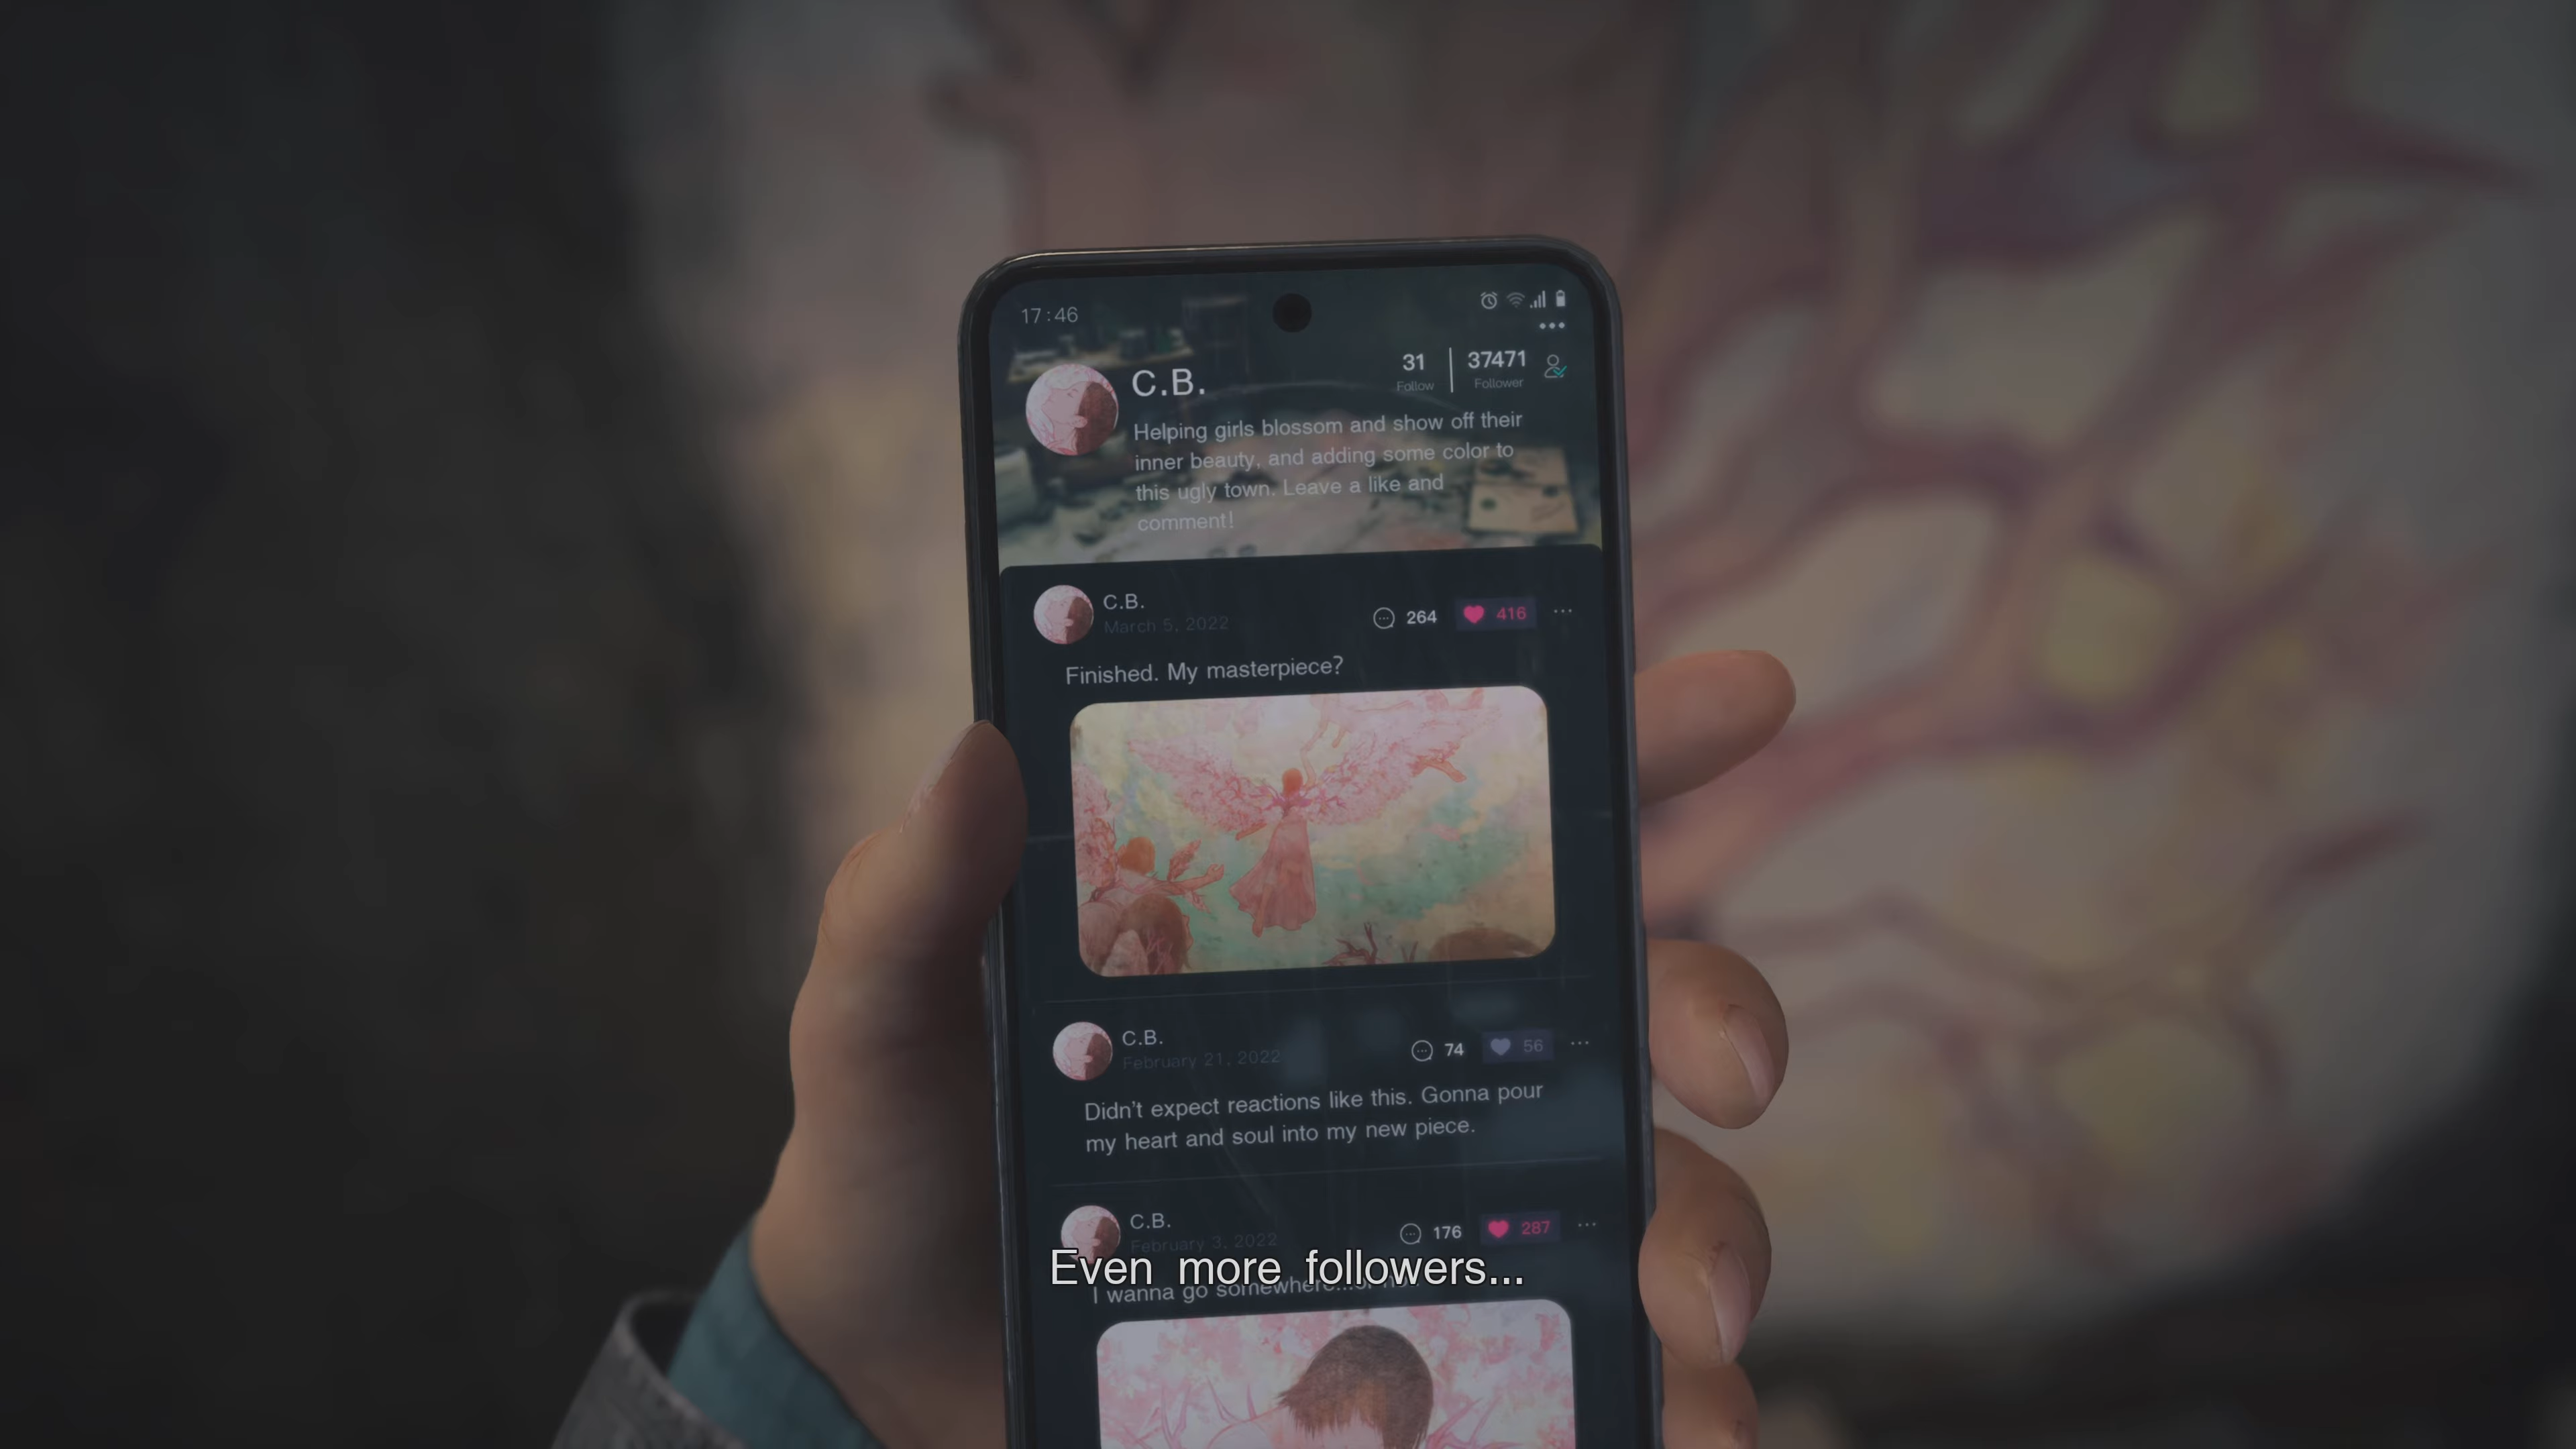 17:46
C.B.
31
Follow
37471
Follower
Helping girls blossom and show off their
inner beauty, and adding some color to
this ugly town. Leave a like and
comment!
C.B.
March 5, 2022
264
416
Finished. My masterpiece?
C.B.
February 21, 2022
74
56
Didn't expect reactions like this. Gonna pour
my heart and soul into my new piece.
C.B.
February 3, 2022
176
287
Even more followers...
I wanna go somewhere...